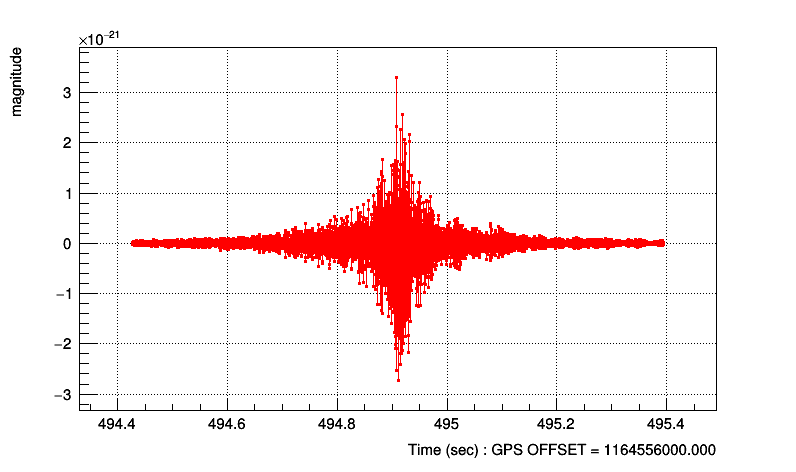 ×10⁻²¹
magnitude
3
2
1
0
−1
−2
−3
494.4 494.6 494.8 495 495.2 495.4
Time (sec) : GPS OFFSET = 1164556000.000